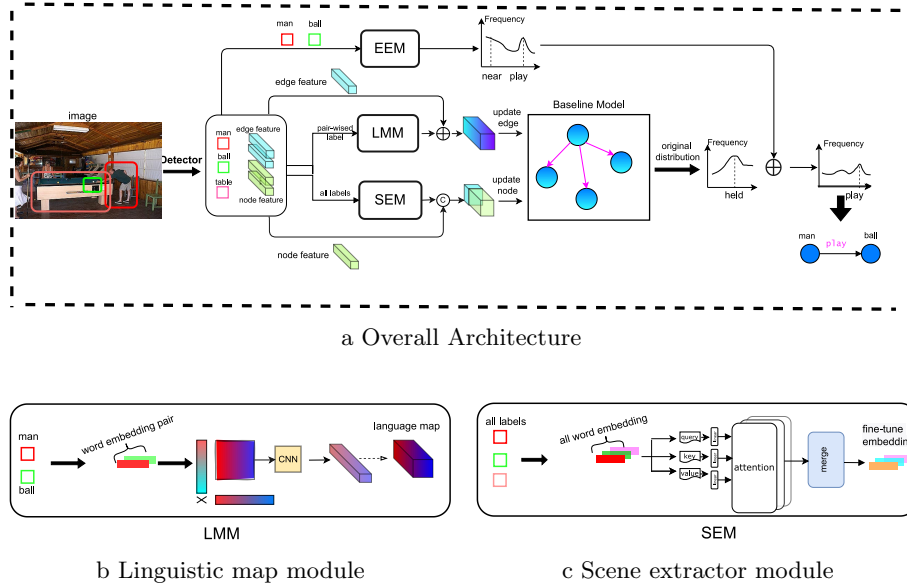 man ball
EEM
Frequency
near play
edge feature
image
Detector
man
ball
table
edge feature
node feature
pair-wised
label
LMM
update
edge
all labels
SEM
C
update
node
node feature
Baseline Model
original
distribution
Frequency
held
Frequency
play
man play ball
a Overall Architecture
man
ball
word embedding pair
X
CNN
language map
LMM
b Linguistic map module
all labels
all word embedding
query
key
value
attention
merge
fine-tune
embedding
SEM
c Scene extractor module